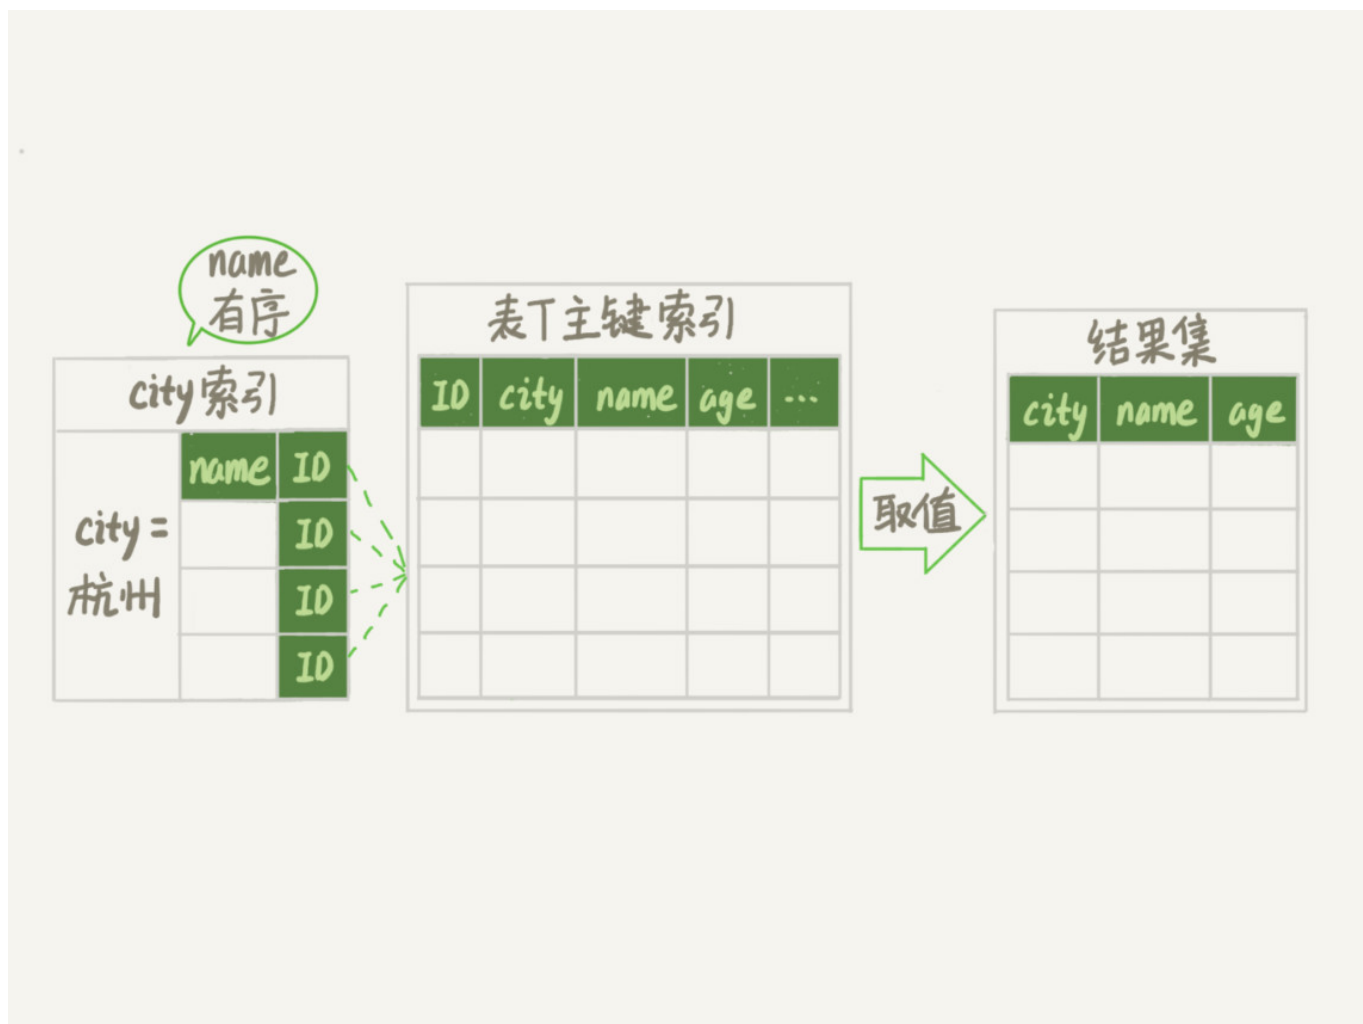 name
有序
city索引
name ID
city=
杭州
ID
ID
ID
表T主键索引
ID city name age ...
取值
结果集
city name age